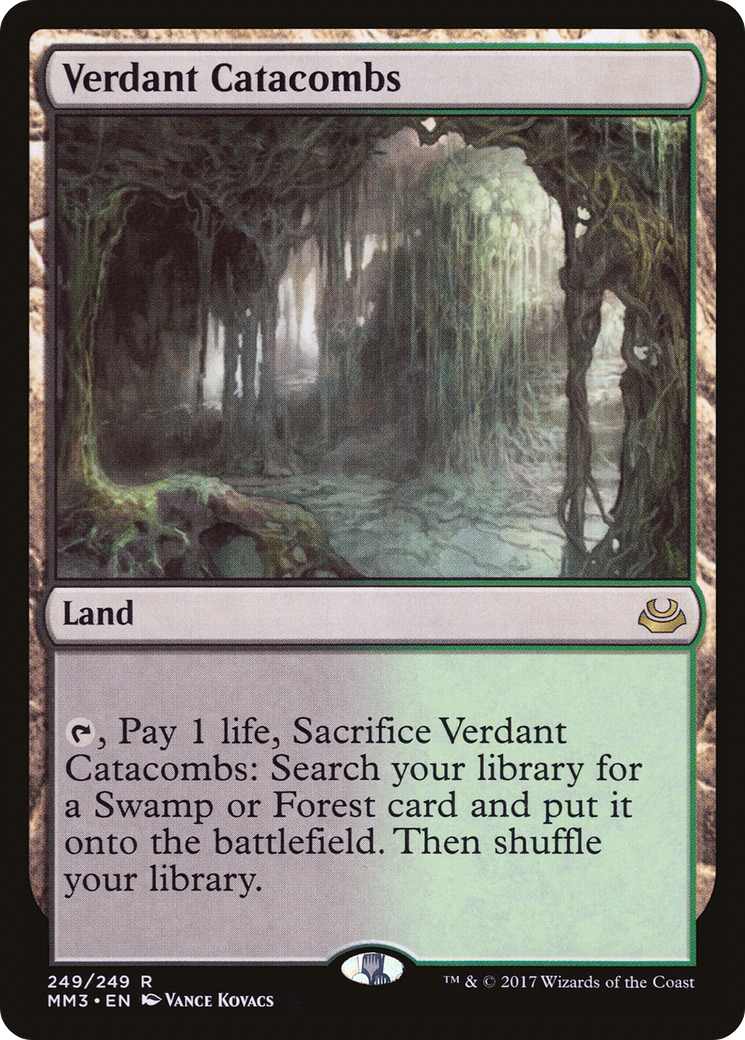 Verdant Catacombs
Land
, Pay 1 life, Sacrifice Verdant
Catacombs: Search your library for
a Swamp or Forest card and put it
onto the battlefield. Then shuffle
your library.
249/249 R
MM3 • EN Vance Kovacs
™ & © 2017 Wizards of the Coast